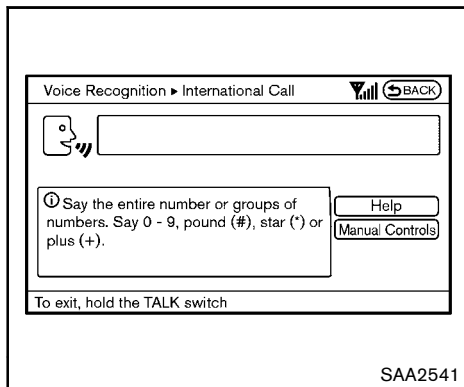 Voice Recognition ▸ International Call
BACK
Say the entire number or groups of
numbers. Say 0 - 9, pound (#), star (*) or
plus (+).
Help
Manual Controls
To exit, hold the TALK switch
SAA2541